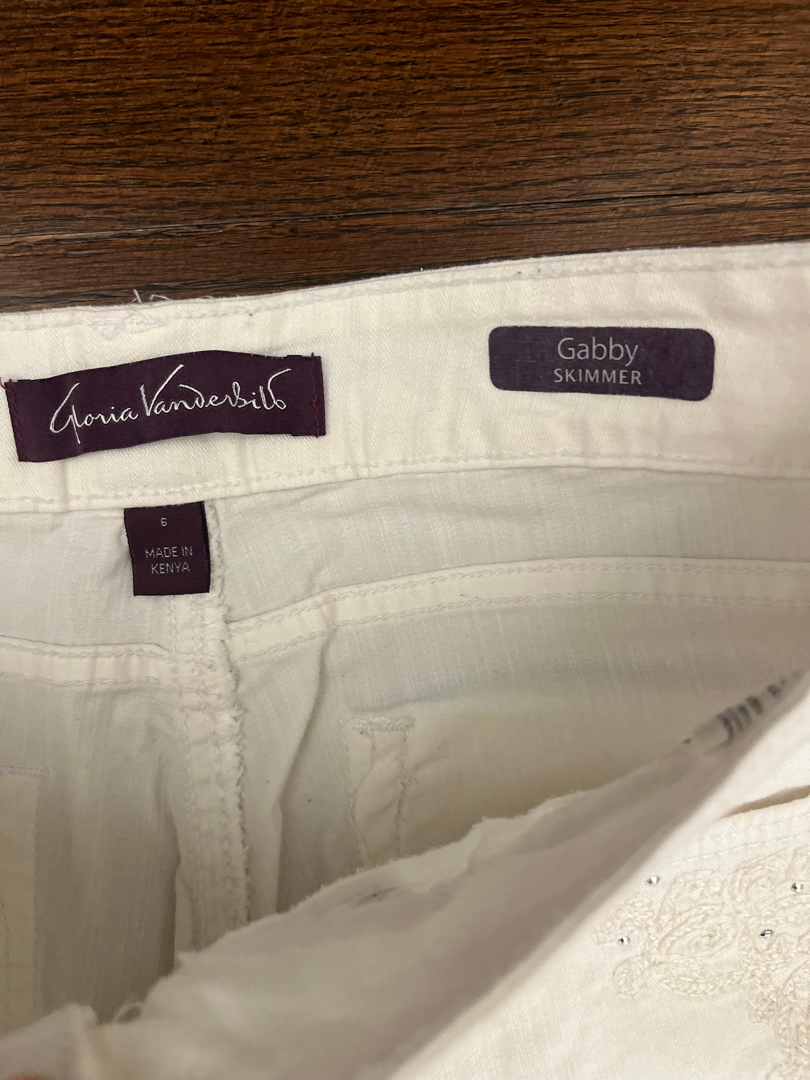 Gloria Vanderbilt
Gabby
SKIMMER
6
MADE IN
KENYA